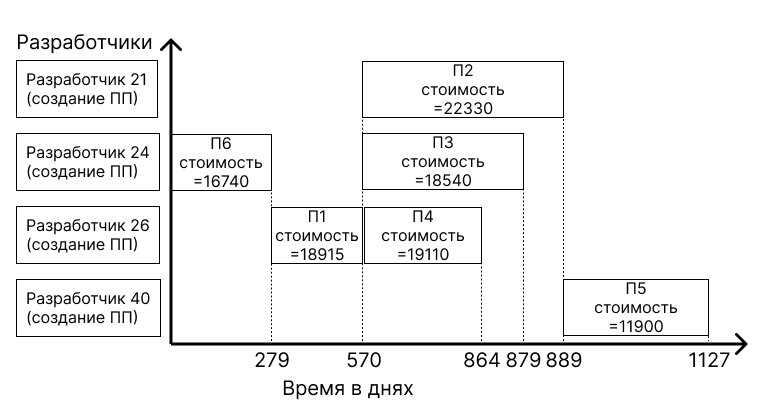 Разработчики
Разработчик 21
(создание ПП)
П2
стоимость
=22330
Разработчик 24
(создание ПП)
П6
стоимость
=16740
П3
стоимость
=18540
Разработчик 26
(создание ПП)
П1
стоимость
=18915
П4
стоимость
=19110
Разработчик 40
(создание ПП)
П5
стоимость
=11900
279 570 864 879 889 1127
Время в днях